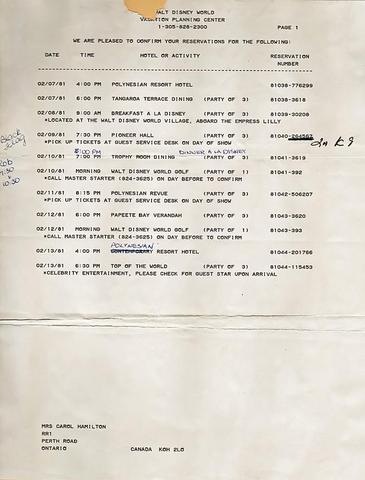 WALT DISNEY WORLD
VACATION PLANNING CENTER
1-305-828-2300 PAGE 1
WE ARE PLEASED TO CONFIRM YOUR RESERVATIONS FOR THE FOLLOWING:
DATE TIME HOTEL OR ACTIVITY RESERVATION
NUMBER
02/07/81 4:00 PM POLYNESIAN RESORT HOTEL 81038-776299
02/07/81 6:00 PM TANGAROA TERRACE DINING (PARTY OF 3) 81038-3618
02/08/81 9:00 AM BREAKFAST A LA DISNEY (PARTY OF 3) 81039-30208
*LOCATED AT THE WALT DISNEY WORLD VILLAGE, ABOARD THE EMPRESS LILLY
02/09/81 7:30 PM PIONEER HALL (PARTY OF 3) 81040-264567
*PICK UP TICKETS AT GUEST SERVICE DESK ON DAY OF SHOW
8:00 PM DINNER A LA DISNEY
02/10/81 7:00 PM TROPHY ROOM DINING (PARTY OF 3) 81041-2619
02/10/81 MORNING WALT DISNEY WORLD GOLF (PARTY OF 1) 81041-392
*CALL MASTER STARTER (824-3625) ON DAY BEFORE TO CONFIRM
02/11/81 8:15 PM POLYNESIAN REVUE (PARTY OF 3) 81042-506207
*PICK UP TICKETS AT GUEST SERVICE DESK ON DAY OF SHOW
02/12/81 6:00 PM PAPEETE BAY VERANDAH (PARTY OF 3) 81043-3620
02/12/81 MORNING WALT DISNEY WORLD GOLF (PARTY OF 1) 81043-393
*CALL MASTER STARTER (824-3625) ON DAY BEFORE TO CONFIRM
POLYNESIAN
02/13/81 4:00 PM CONTEMPORARY RESORT HOTEL 81044-201766
02/13/81 6:30 PM TOP OF THE WORLD (PARTY OF 3) 81044-115453
*CELEBRITY ENTERTAINMENT, PLEASE CHECK FOR GUEST STAR UPON ARRIVAL
MRS CAROL HAMILTON
RR1
PERTH ROAD
ONTARIO CANADA K0H 2L0